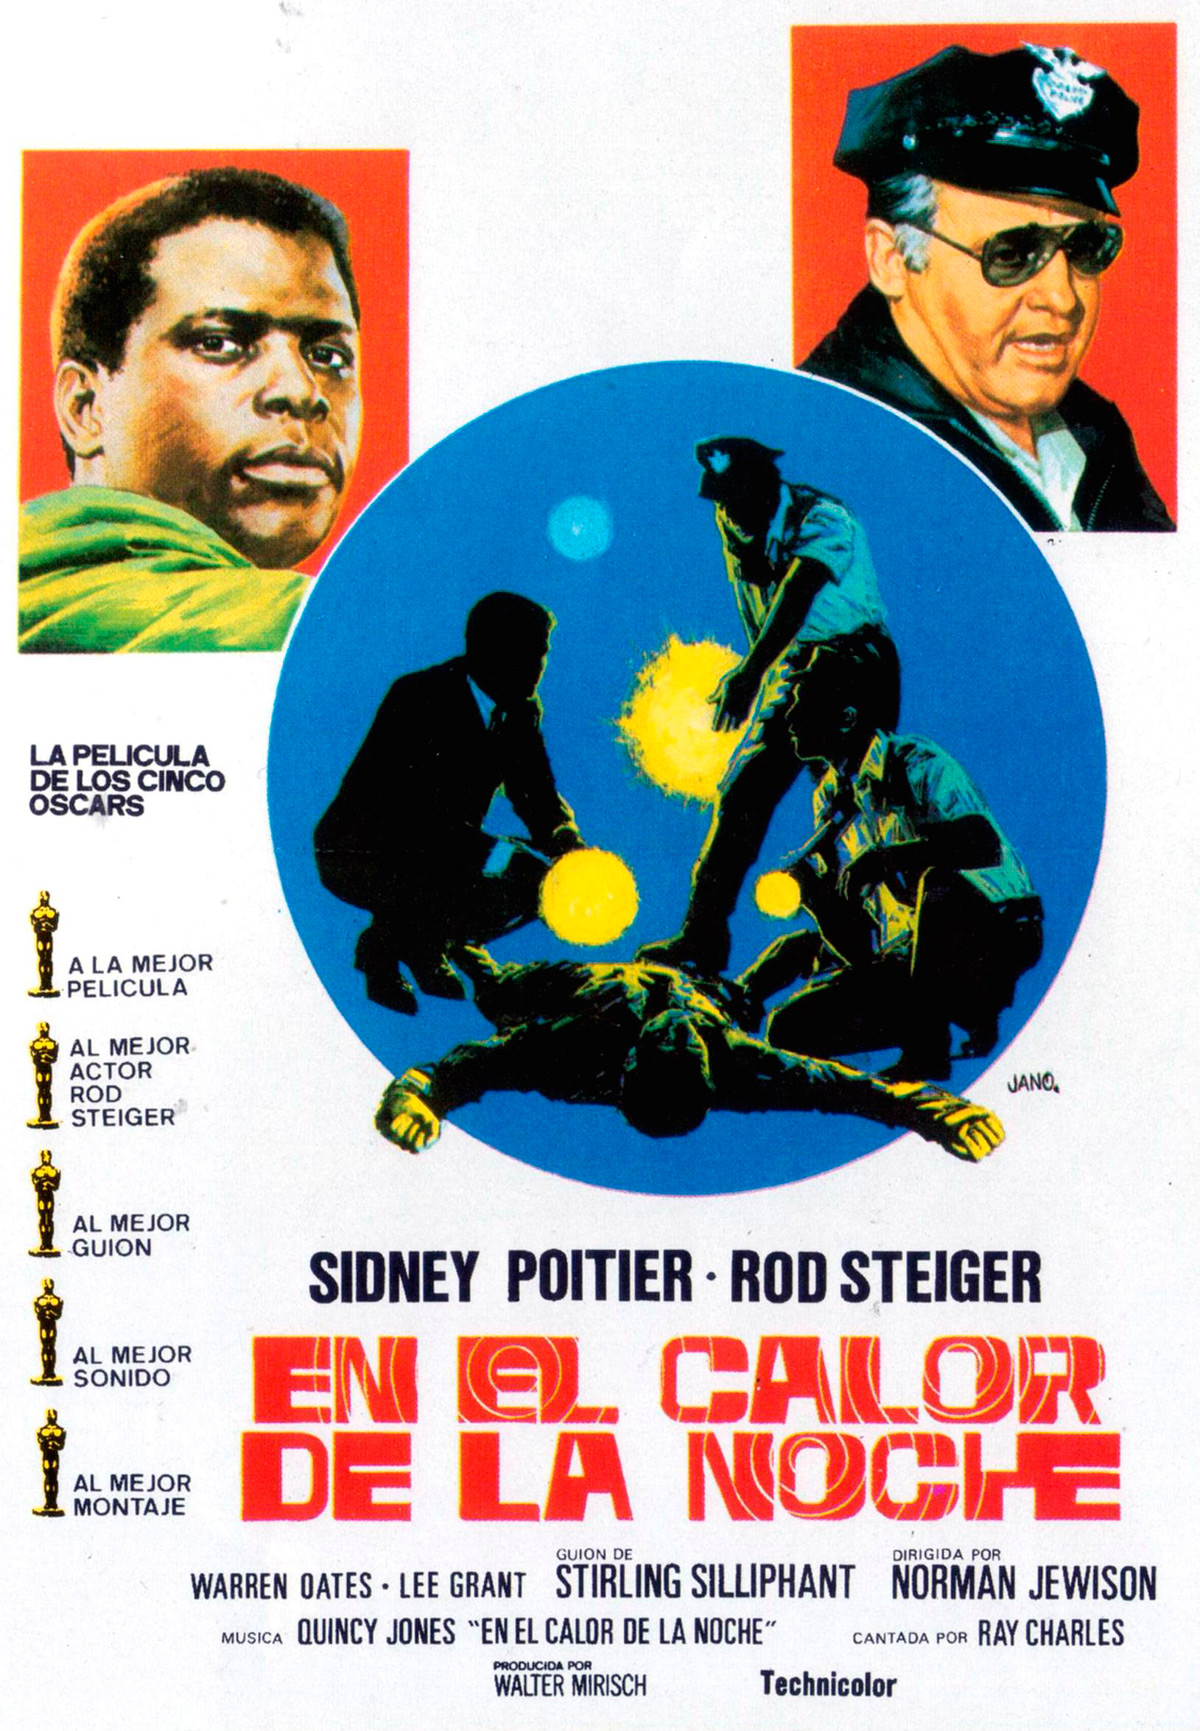 LA PELICULA
DE LOS CINCO
OSCARS
A LA MEJOR
PELICULA
AL MEJOR
ACTOR
ROD
STEIGER
AL MEJOR
GUION
AL MEJOR
SONIDO
AL MEJOR
MONTAJE
JANO.
SIDNEY POITIER · ROD STEIGER
EN EL CALOR
DE LA NOCHE
WARREN OATES · LEE GRANT
GUION DE
STIRLING SILLIPHANT
DIRIGIDA POR
NORMAN JEWISON
MUSICA QUINCY JONES "EN EL CALOR DE LA NOCHE"
CANTADA POR RAY CHARLES
PRODUCIDA POR
WALTER MIRISCH
Technicolor